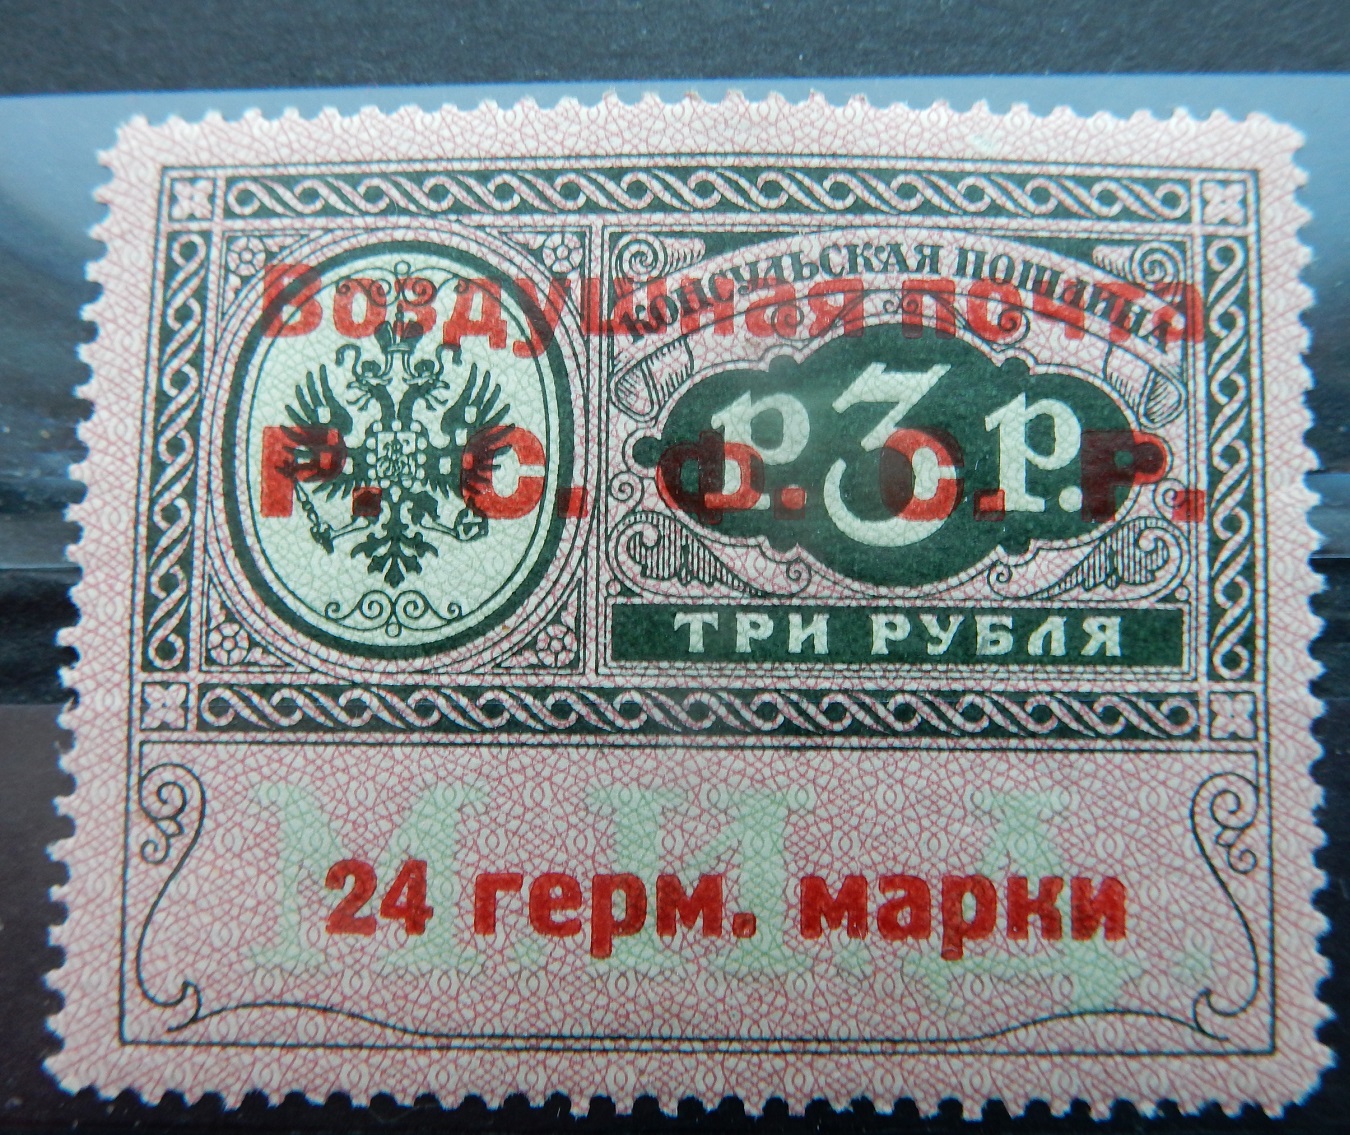 КОНСУЛЬСКАЯ ПОШЛИНА
Воздушная почта
р 3 р.
Р. С. Ф. С. Р.
ТРИ РУБЛЯ
М. И. Д.
24 герм. марки